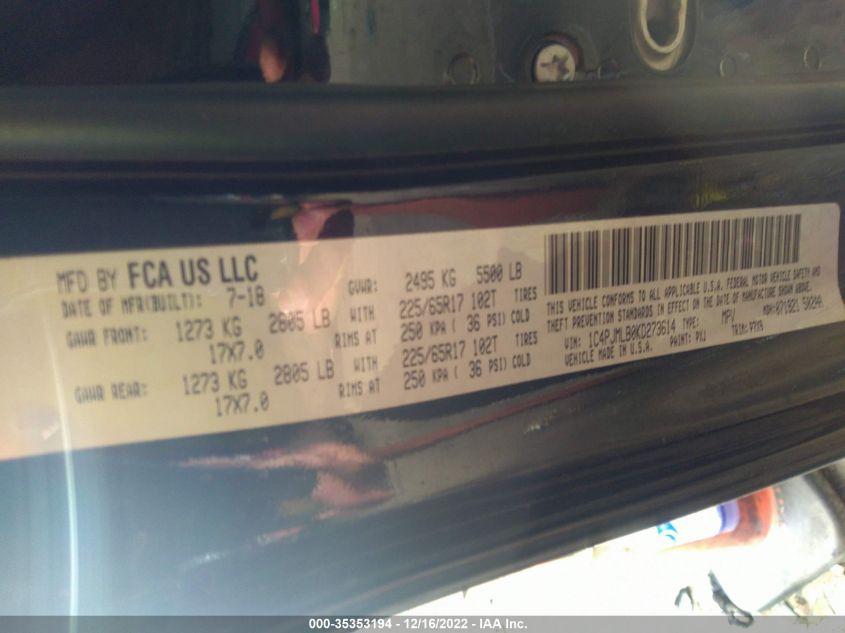 MFD BY FCA US LLC
DATE OF MFR(BUILT): 7-18
GVWR: 2495 KG 5500 LB
GAWR FRONT: 1273 KG 2805 LB WITH 225/65R17 102T TIRES
17X7.0 RIMS AT 250 KPA ( 36 PSI) COLD
GAWR REAR: 1273 KG 2805 LB WITH 225/65R17 102T TIRES
17X7.0 RIMS AT 250 KPA ( 36 PSI) COLD
THIS VEHICLE CONFORMS TO ALL APPLICABLE U.S.A. FEDERAL MOTOR VEHICLE SAFETY AND
THEFT PREVENTION STANDARDS IN EFFECT ON THE DATE OF MANUFACTURE SHOWN ABOVE.
VIN: 1C4PJMLB0KD273614 TYPE: MPV MDH: 071821
VEHICLE MADE IN U.S.A. PAINT: PXJ TRIM:
000-35353194 - 12/16/2022 - IAA Inc.